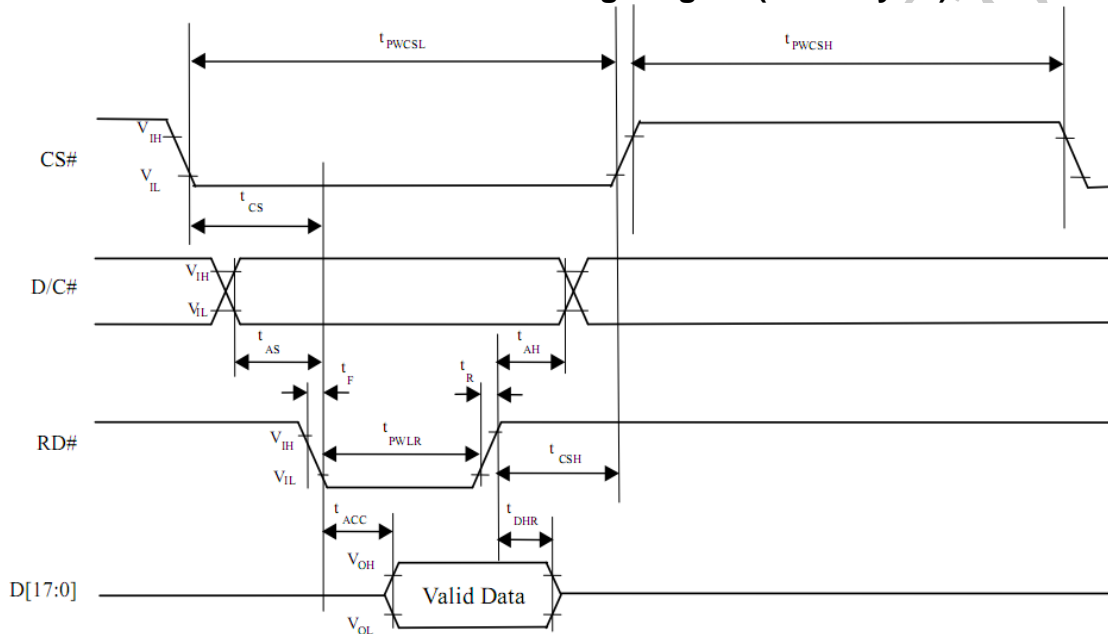 t PWCSL
t PWCSH
V IH
CS#
V IL
t CS
V IH
D/C#
V IL
t AS
t AH
t F
t R
V IH
RD#
t PWLR
V IL
t CSH
t ACC
t DHR
V OH
D[17:0]
Valid Data
V OL